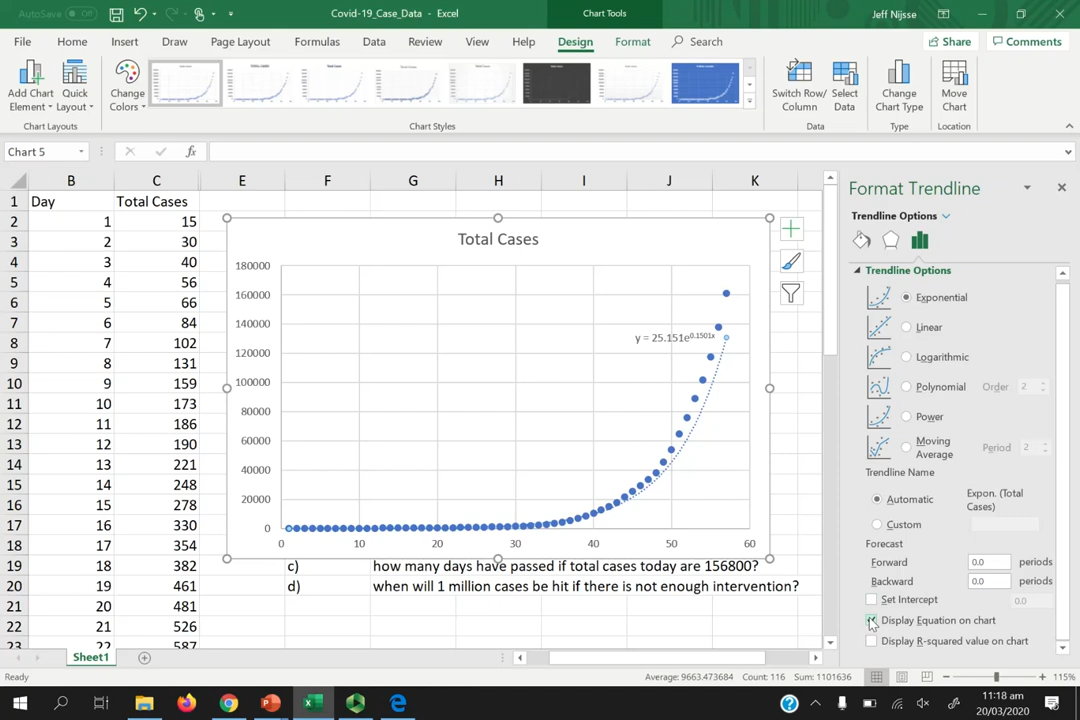 AutoSave Off
Covid-19_Case_Data - Excel
Chart Tools
Jeff Nijsse
File Home Insert Draw Page Layout Formulas Data Review View Help Design Format Search Share Comments
Add Chart Element
Quick Layout
Change Colors
Switch Row/ Column
Select Data
Change Chart Type
Move Chart
Chart Layouts Chart Styles Data Type Location
Chart 5 fx
B C E F G H I J K
1 Day Total Cases
2 1 15
3 2 30
4 3 40
5 4 56
6 5 66
7 6 84
8 7 102
9 8 131
10 9 159
11 10 173
12 11 186
13 12 190
14 13 221
15 14 248
16 15 278
17 16 330
18 17 354
19 18 382
20 19 461
21 20 481
22 21 526
23 22 587
Total Cases
180000
160000
140000
120000
100000
80000
60000
40000
20000
0
0 10 20 30 40 50 60
y = 25.151e^0.1501x
c) how many days have passed if total cases today are 156800?
d) when will 1 million cases be hit if there is not enough intervention?
Format Trendline
Trendline Options
Trendline Options
Exponential
Linear
Logarithmic
Polynomial Order 2
Power
Moving Average Period 2
Trendline Name
Automatic Expon. (Total Cases)
Custom
Forecast
Forward 0.0 periods
Backward 0.0 periods
Set Intercept 0.0
Display Equation on chart
Display R-squared value on chart
Sheet1
Ready
Average: 9663.473684 Count: 116 Sum: 1101636
115%
11:18 am
20/03/2020